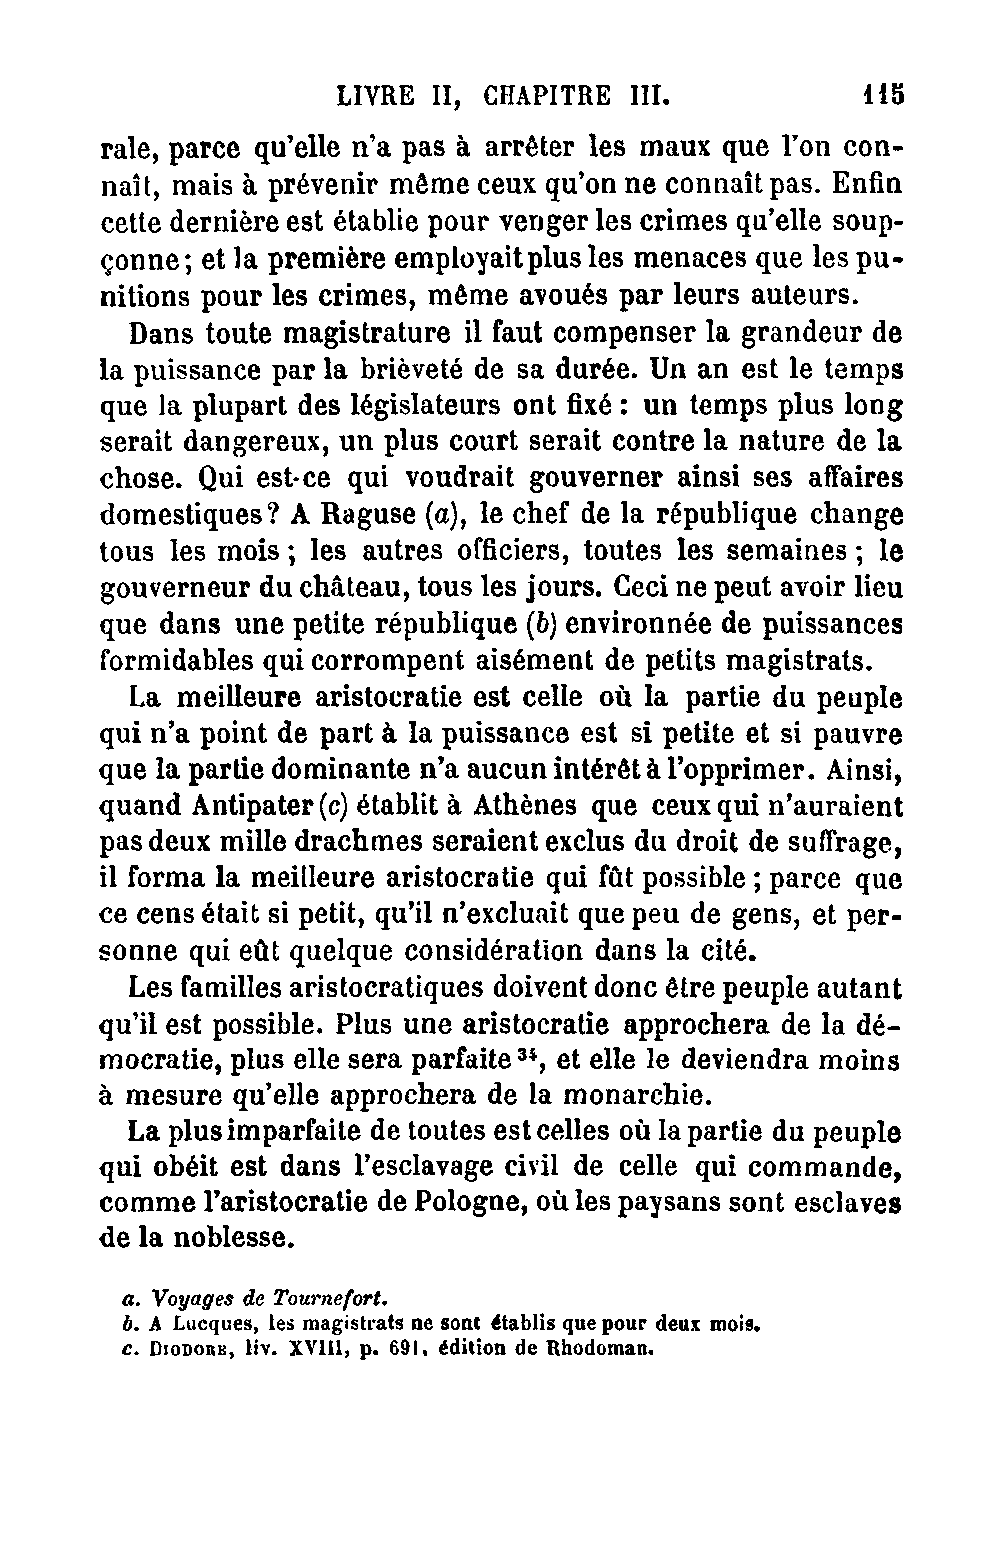 LIVRE II, CHAPITRE III. 115
rale, parce qu'elle n'a pas à arrêter les maux que l'on con-
naît, mais à prévenir même ceux qu'on ne connaît pas. Enfin
cette dernière est établie pour venger les crimes qu'elle soup-
çonne; et la première employait plus les menaces que les pu-
nitions pour les crimes, même avoués par leurs auteurs.
Dans toute magistrature il faut compenser la grandeur de
la puissance par la brièveté de sa durée. Un an est le temps
que la plupart des législateurs ont fixé : un temps plus long
serait dangereux, un plus court serait contre la nature de la
chose. Qui est-ce qui voudrait gouverner ainsi ses affaires
domestiques? A Raguse (a), le chef de la république change
tous les mois ; les autres officiers, toutes les semaines ; le
gouverneur du château, tous les jours. Ceci ne peut avoir lieu
que dans une petite république (b) environnée de puissances
formidables qui corrompent aisément de petits magistrats.
La meilleure aristocratie est celle où la partie du peuple
qui n'a point de part à la puissance est si petite et si pauvre
que la partie dominante n'a aucun intérêt à l'opprimer. Ainsi,
quand Antipater (c) établit à Athènes que ceux qui n'auraient
pas deux mille drachmes seraient exclus du droit de suffrage,
il forma la meilleure aristocratie qui fût possible ; parce que
ce cens était si petit, qu'il n'excluait que peu de gens, et per-
sonne qui eût quelque considération dans la cité.
Les familles aristocratiques doivent donc être peuple autant
qu'il est possible. Plus une aristocratie approchera de la dé-
mocratie, plus elle sera parfaite 34, et elle le deviendra moins
à mesure qu'elle approchera de la monarchie.
La plus imparfaite de toutes est celles où la partie du peuple
qui obéit est dans l'esclavage civil de celle qui commande,
comme l'aristocratie de Pologne, où les paysans sont esclaves
de la noblesse.
a. Voyages de Tournefort.
b. A Lucques, les magistrats ne sont établis que pour deux mois.
c. DIODORE, liv. XVIII, p. 691, édition de Rhodoman.